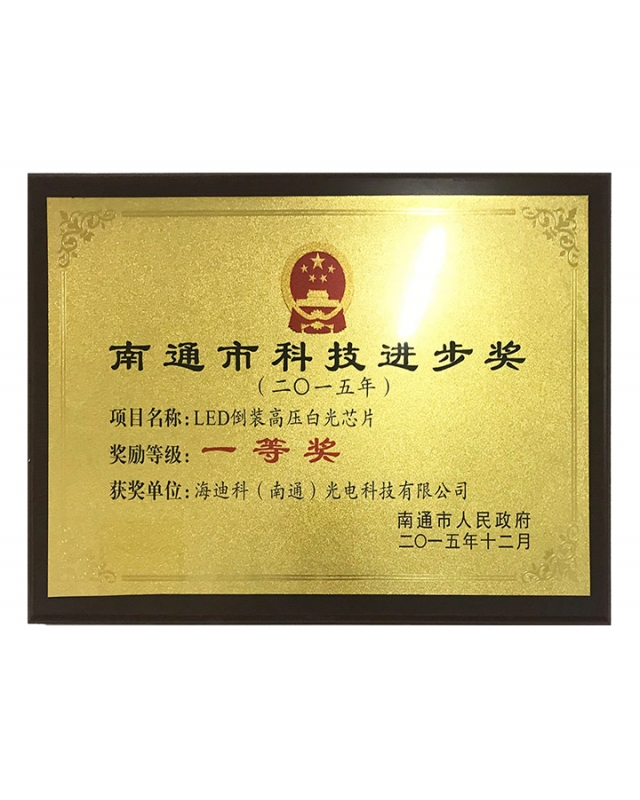 南通市科技进步奖
(二〇一五年)
项目名称:LED倒装高压白光芯片
奖励等级:一等奖
获奖单位:海迪科(南通)光电科技有限公司
南通市人民政府
二〇一五年十二月